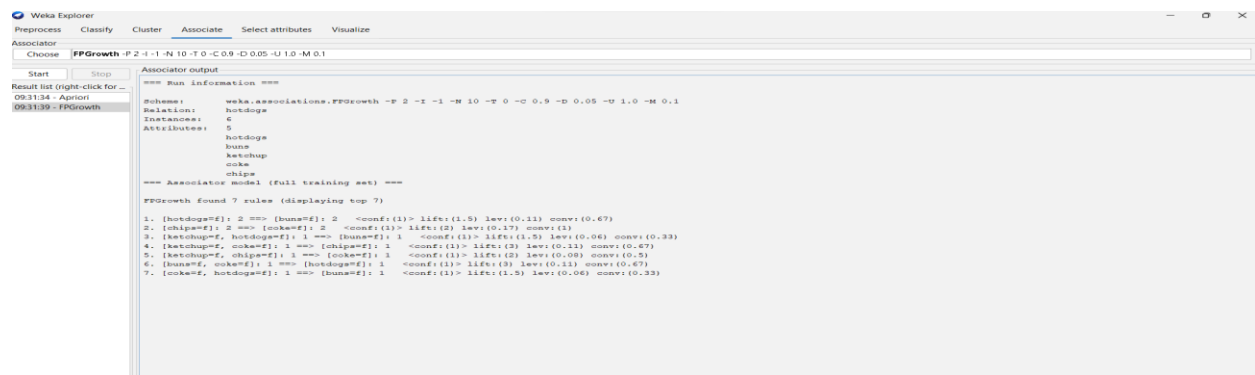 Weka Explorer
Preprocess Classify Cluster Associate Select attributes Visualize
Associator
Choose FPGrowth -P 2 -I -1 -N 10 -T 0 -C 0.9 -D 0.05 -U 1.0 -M 0.1
Start Stop
Result list (right-click for ...
09:31:34 - Apriori
09:31:39 - FPGrowth
Associator output
=== Run information ===
Scheme: weka.associations.FPGrowth -P 2 -I -1 -N 10 -T 0 -C 0.9 -D 0.05 -U 1.0 -M 0.1
Relation: hotdogs
Instances: 6
Attributes: 5
hotdogs
buns
ketchup
coke
chips
=== Associator model (full training set) ===
FPGrowth found 7 rules (displaying top 7)
1. [hotdogs=f]: 2 ==> [buns=f]: 2 <conf:(1)> lift:(1.5) lev:(0.11) conv:(0.67)
2. [chips=f]: 2 ==> [coke=f]: 2 <conf:(1)> lift:(2) lev:(0.17) conv:(1)
3. [ketchup=f, hotdogs=f]: 1 ==> [buns=f]: 1 <conf:(1)> lift:(1.5) lev:(0.06) conv:(0.33)
4. [ketchup=f, coke=f]: 1 ==> [chips=f]: 1 <conf:(1)> lift:(3) lev:(0.11) conv:(0.67)
5. [ketchup=f, chips=f]: 1 ==> [coke=f]: 1 <conf:(1)> lift:(2) lev:(0.08) conv:(0.5)
6. [buns=f, coke=f]: 1 ==> [hotdogs=f]: 1 <conf:(1)> lift:(3) lev:(0.11) conv:(0.67)
7. [coke=f, hotdogs=f]: 1 ==> [buns=f]: 1 <conf:(1)> lift:(1.5) lev:(0.06) conv:(0.33)